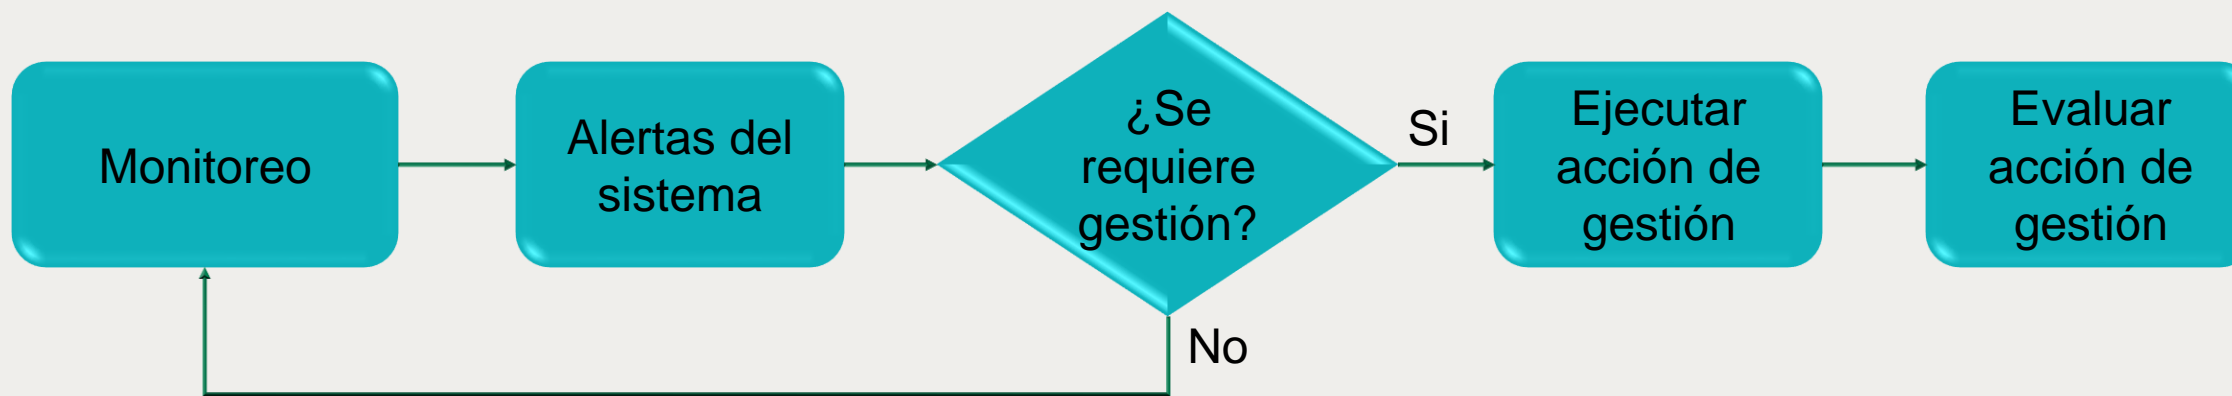 Monitoreo
Alertas del
sistema
¿Se
requiere
gestión?
Si
Ejecutar
acción de
gestión
Evaluar
acción de
gestión
No